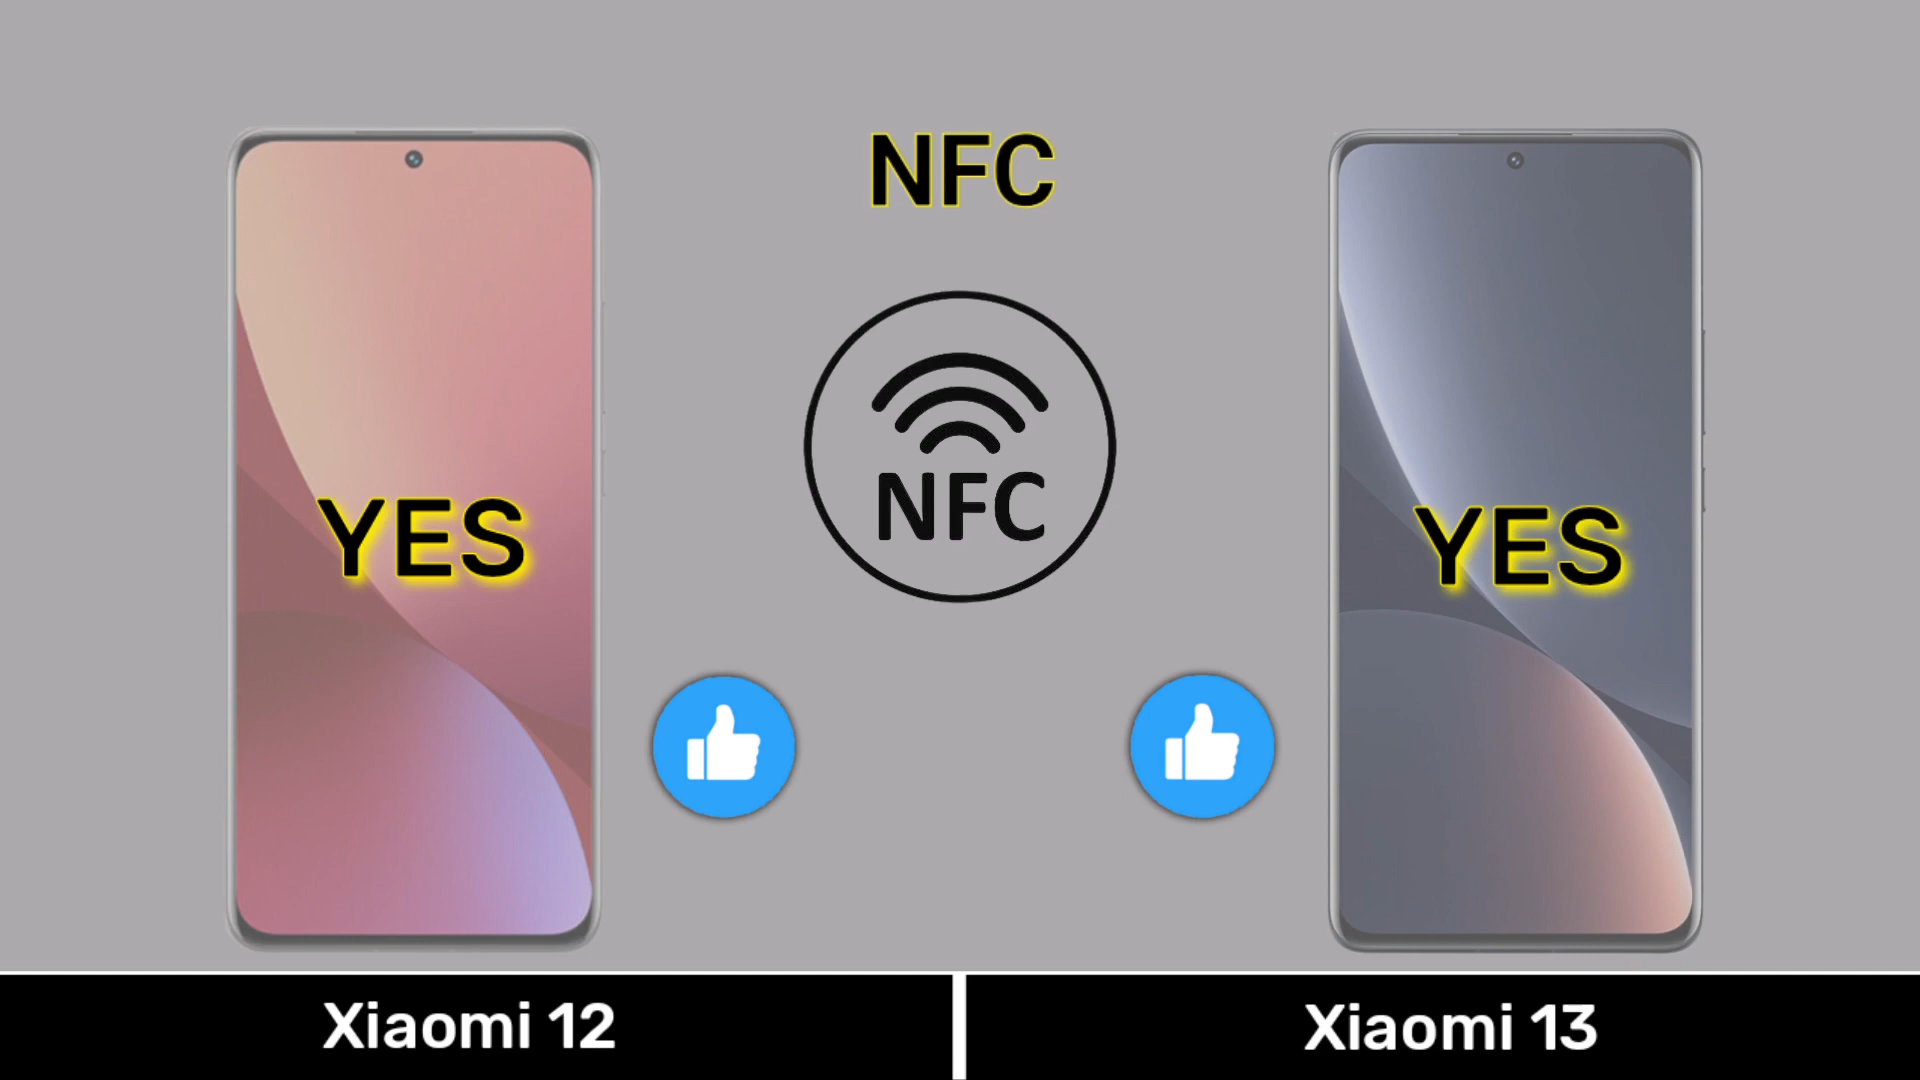 NFC
NFC
YES
YES
Xiaomi 12
Xiaomi 13